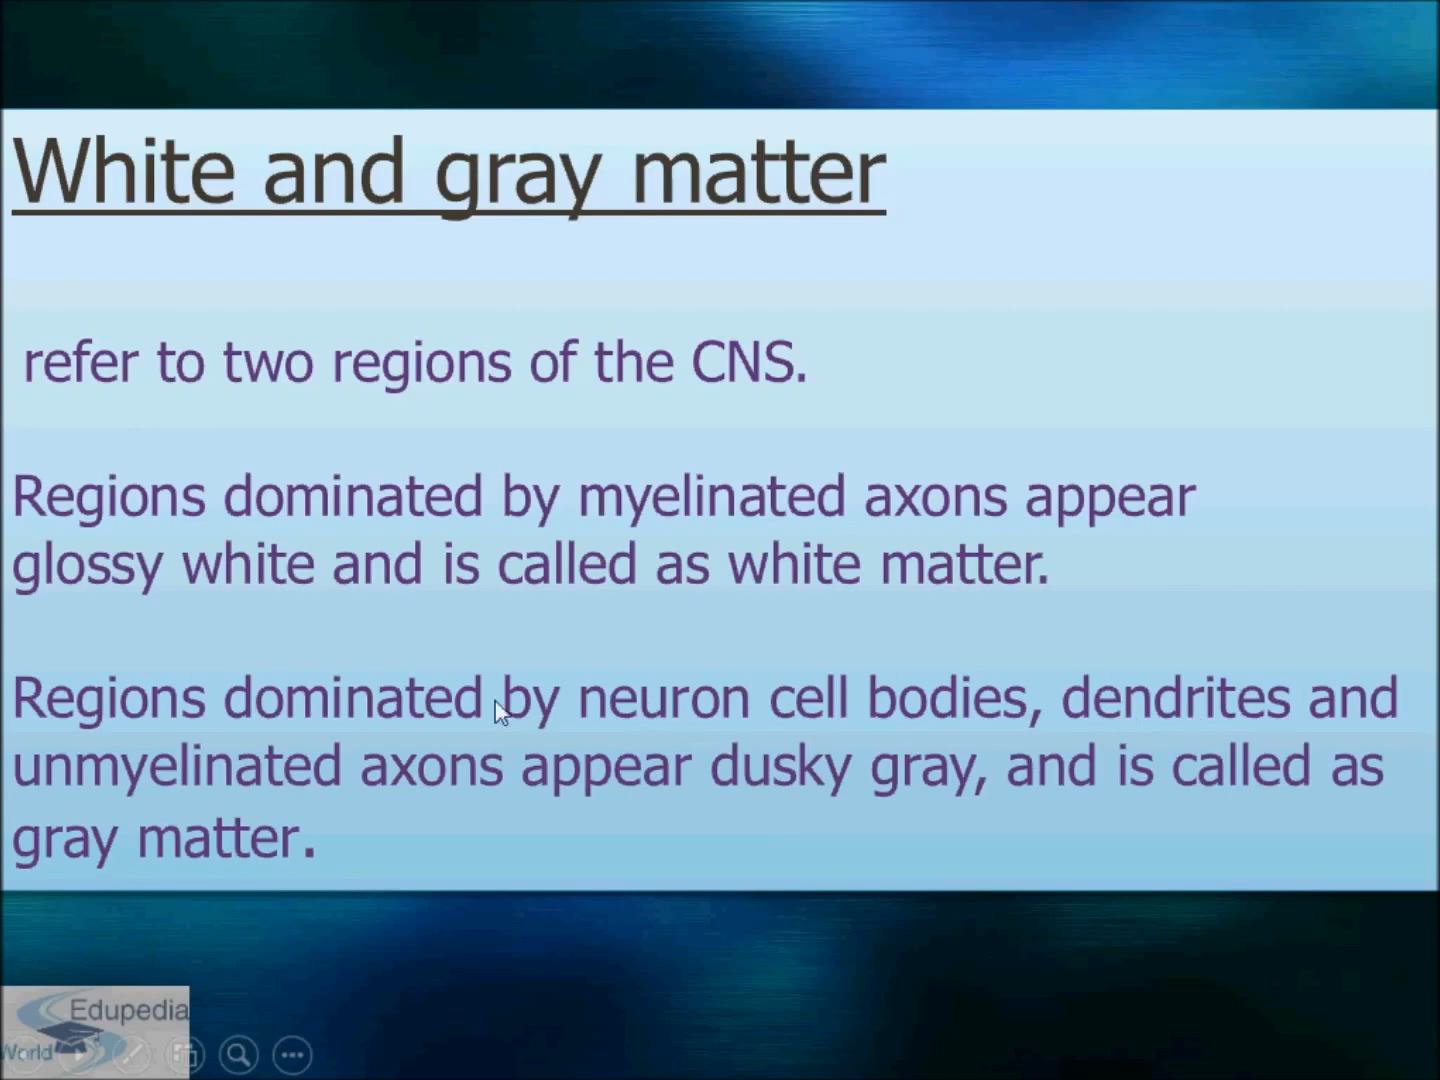 White and gray matter
refer to two regions of the CNS.
Regions dominated by myelinated axons appear
glossy white and is called as white matter.
Regions dominated by neuron cell bodies, dendrites and
unmyelinated axons appear dusky gray, and is called as
gray matter.
Edupedia
World